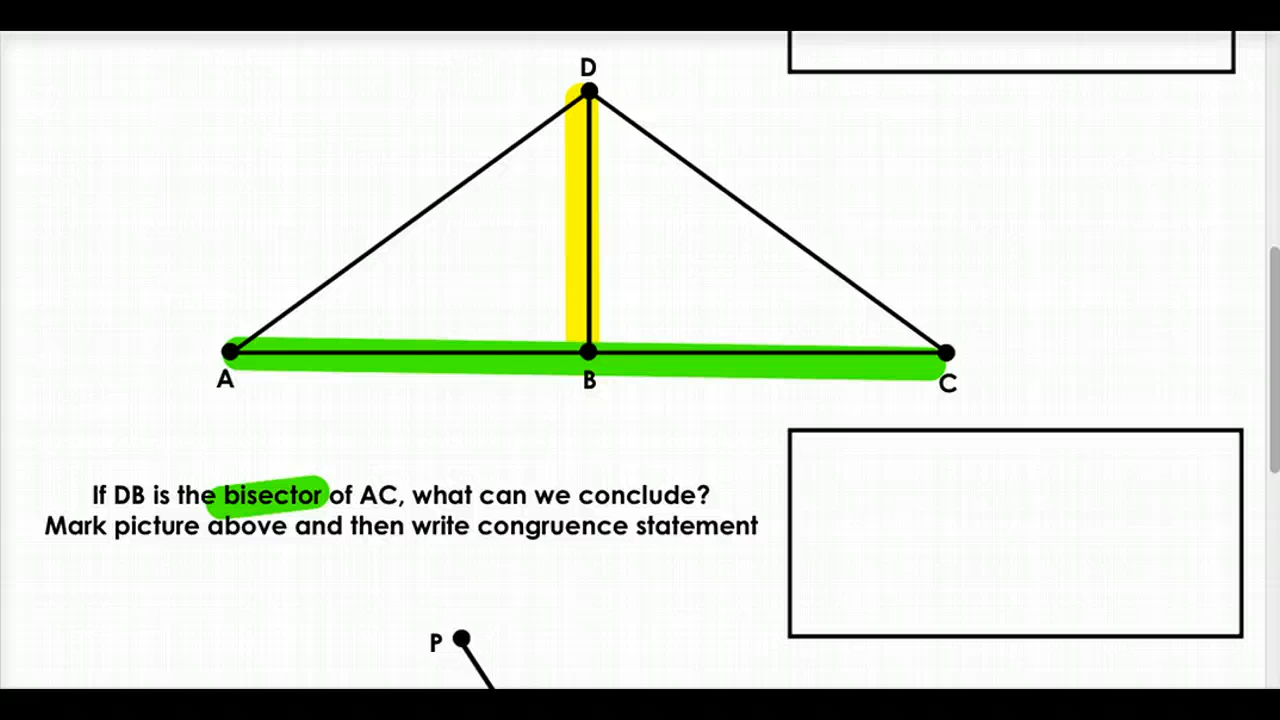 D
A
B
C
If DB is the bisector of AC, what can we conclude?
Mark picture above and then write congruence statement
P